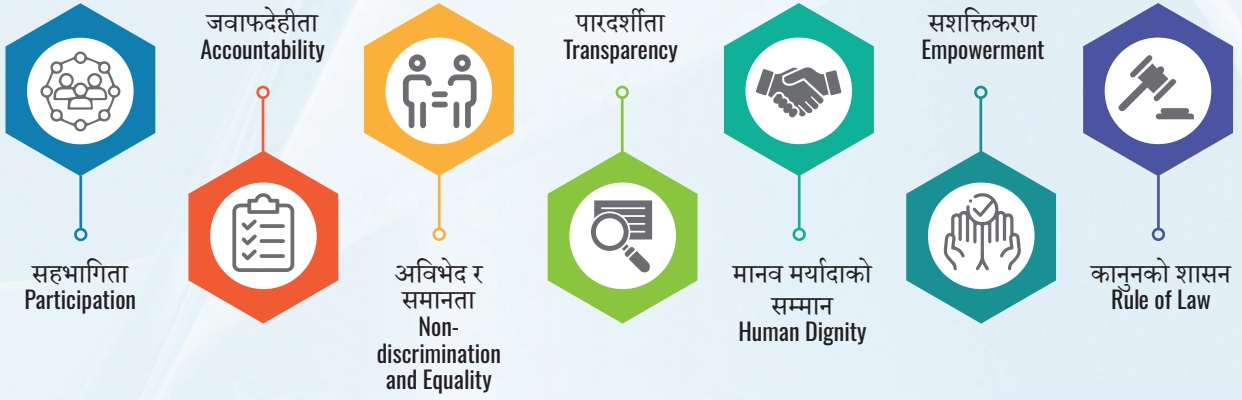 सहभागिता
Participation
जवाफदेहीता
Accountability
अविभेद र
समानता
Non-
discrimination
and Equality
पारदर्शीता
Transparency
मानव मर्यादाको
सम्मान
Human Dignity
सशक्तिकरण
Empowerment
कानुनको शासन
Rule of Law